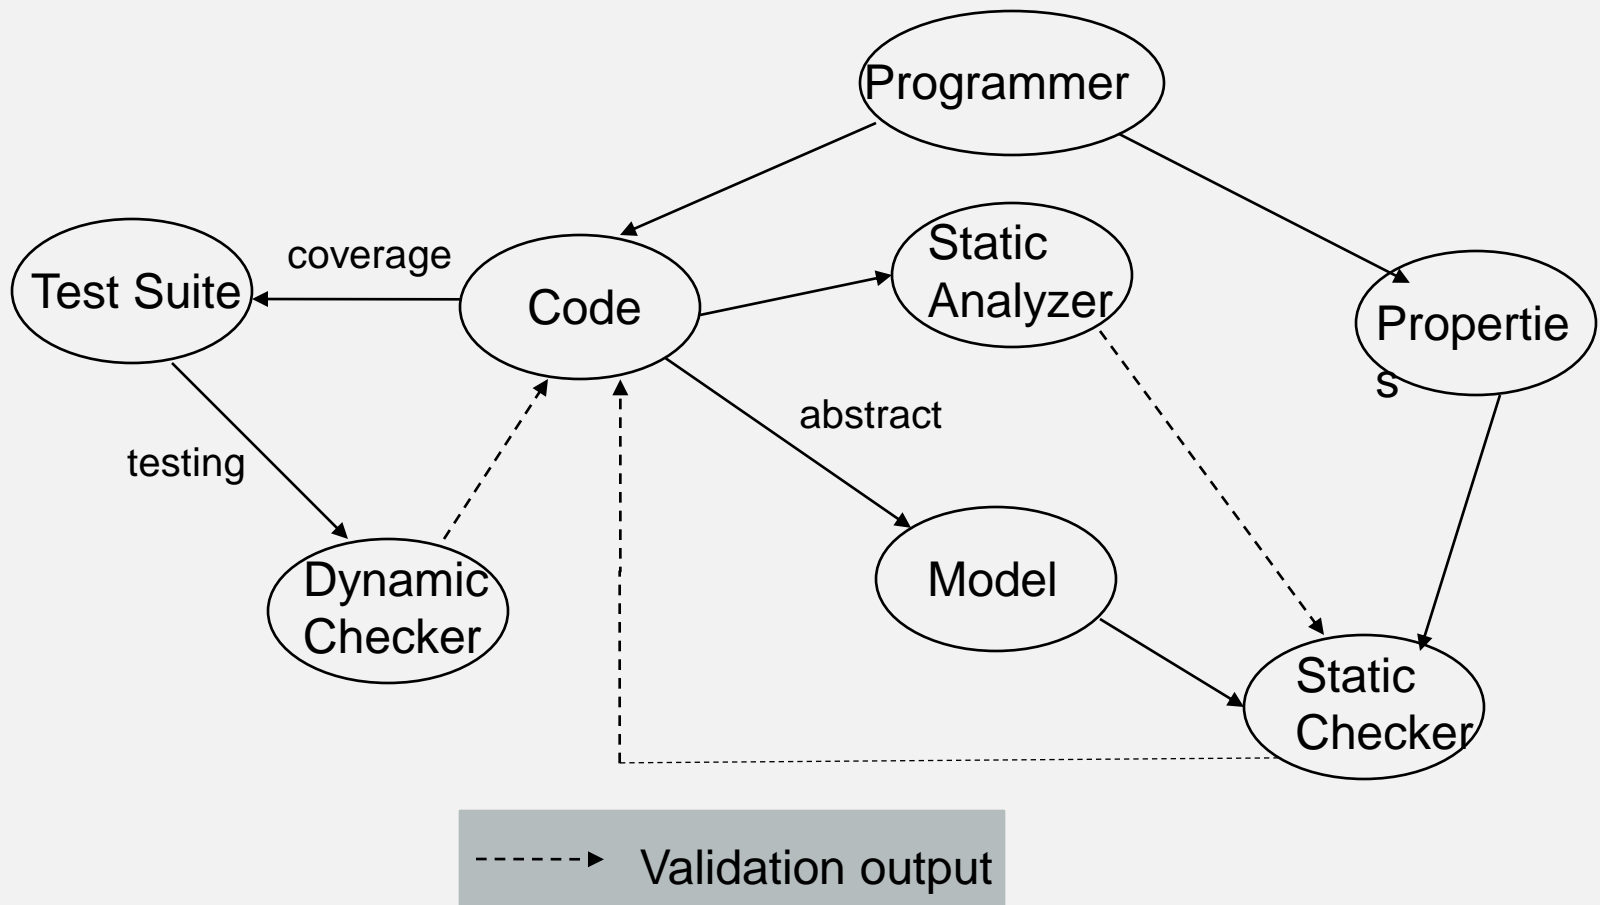 Programmer
Static
Analyzer
coverage
Test Suite
Code
Propertie
s
abstract
testing
Dynamic
Checker
Model
Static
Checker
Validation output